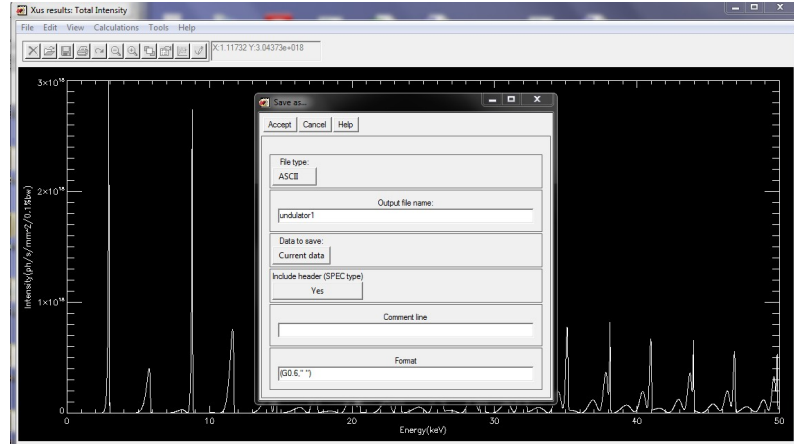 Xus results: Total Intensity
File Edit View Calculations Tools Help
X:1.11732 Y:3.04373e+018
Save as...
Accept Cancel Help
File type:
ASCII
Output file name:
undulator1
Data to save:
Current data
Include header (SPEC type)
Yes
Comment line
Format
(G0.6," ")
2×10¹⁸
1×10¹⁸
0
Intensity(ph/s/mm^2/0.1%bw)
0 10 20 30 40 50
Energy(keV)